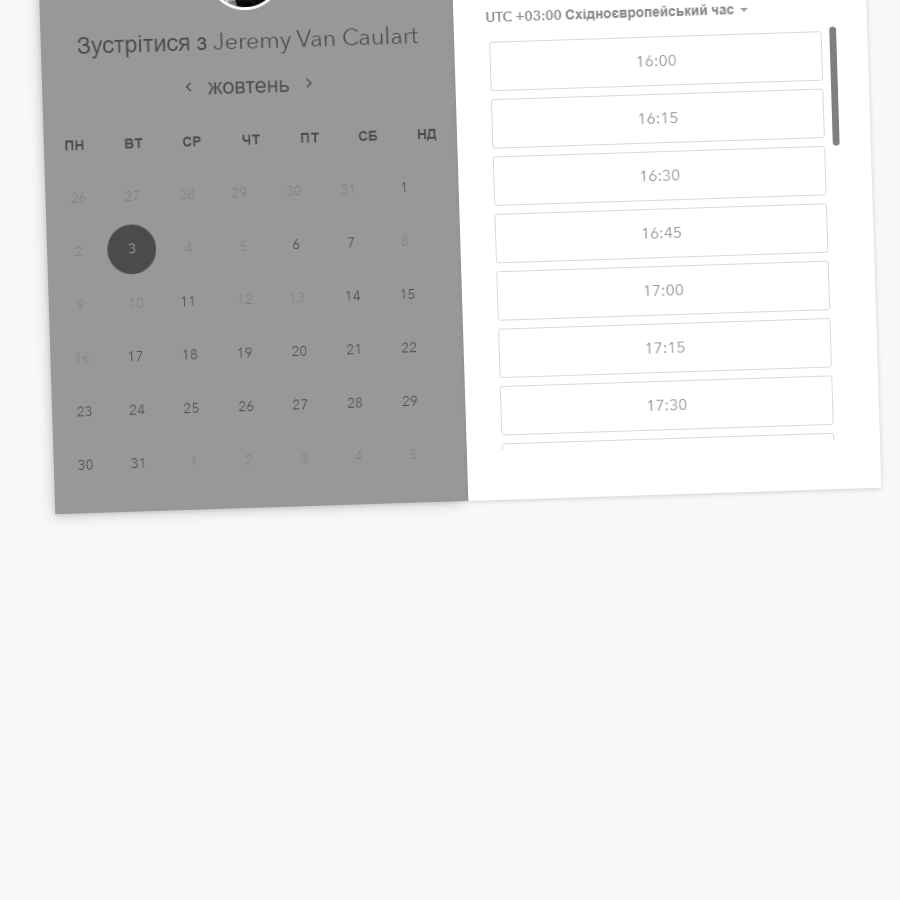 Зустрітися з Jeremy Van Caulart
жовтень
ПН ВТ СР ЧТ ПТ СБ НД
26 27 28 29 30 31 1
2 3 4 5 6 7 8
9 10 11 12 13 14 15
16 17 18 19 20 21 22
23 24 25 26 27 28 29
30 31 1 2 3 4 5
UTC +03:00 Східноєвропейський час
16:00
16:15
16:30
16:45
17:00
17:15
17:30